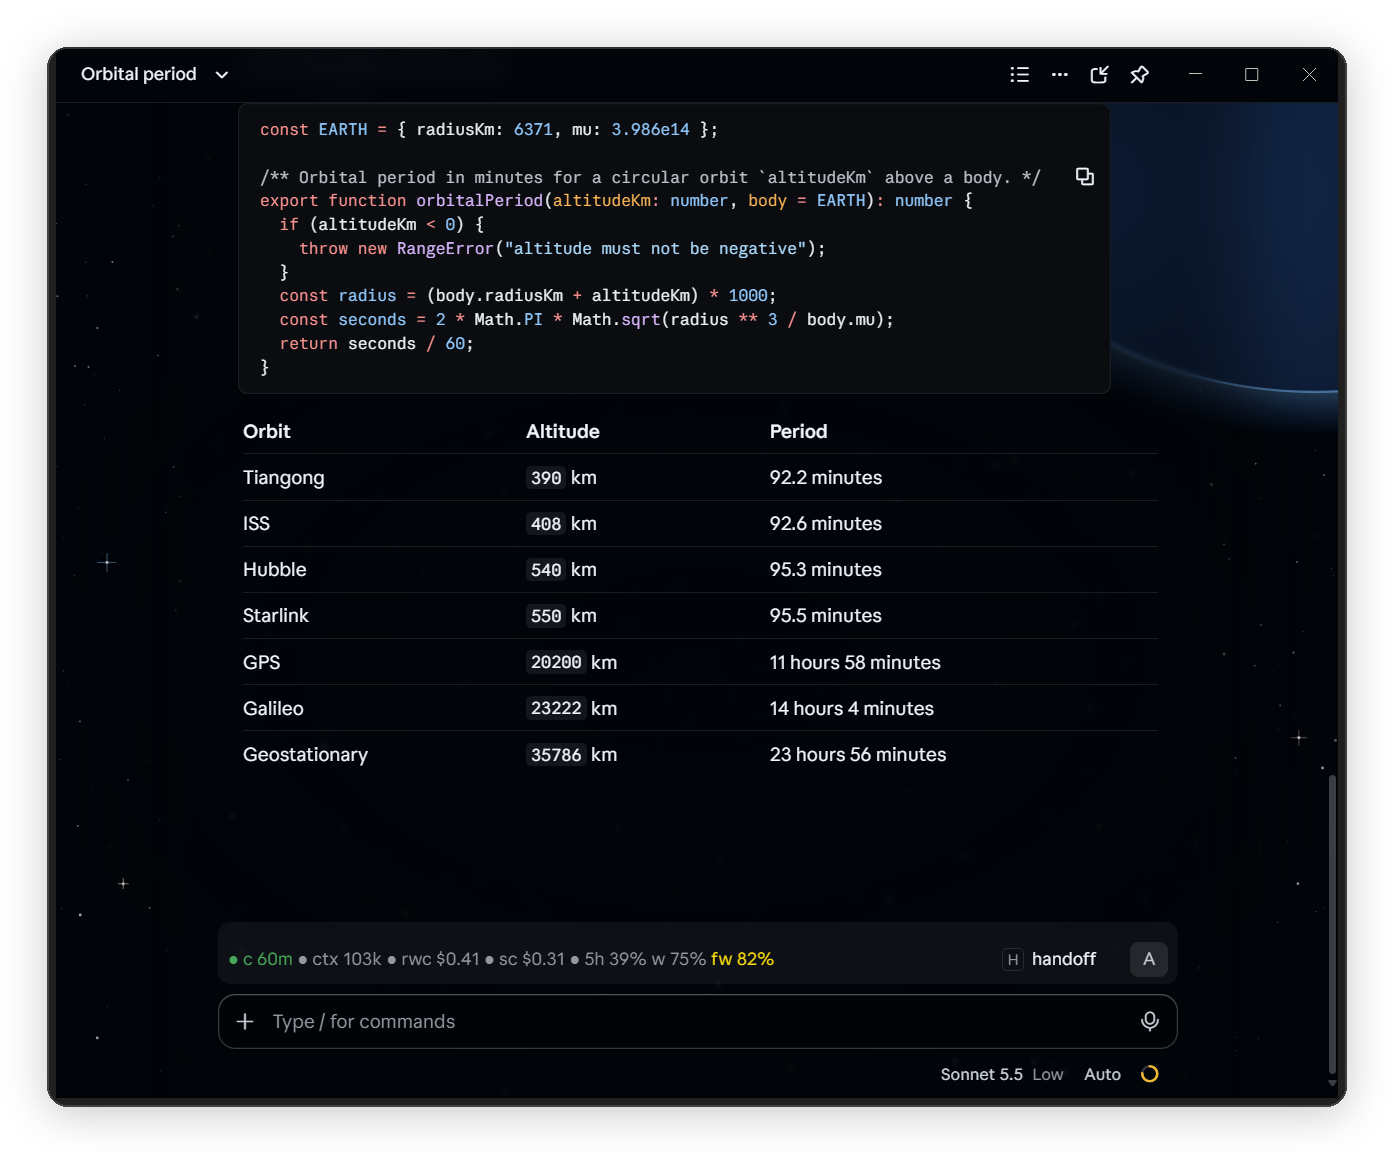 Orbital period
const EARTH = { radiusKm: 6371, mu: 3.986e14 };
/** Orbital period in minutes for a circular orbit `altitudeKm` above a body. */
export function orbitalPeriod(altitudeKm: number, body = EARTH): number {
  if (altitudeKm < 0) {
    throw new RangeError("altitude must not be negative");
  }
  const radius = (body.radiusKm + altitudeKm) * 1000;
  const seconds = 2 * Math.PI * Math.sqrt(radius ** 3 / body.mu);
  return seconds / 60;
}
Orbit Altitude Period
Tiangong 390 km 92.2 minutes
ISS 408 km 92.6 minutes
Hubble 540 km 95.3 minutes
Starlink 550 km 95.5 minutes
GPS 20200 km 11 hours 58 minutes
Galileo 23222 km 14 hours 4 minutes
Geostationary 35786 km 23 hours 56 minutes
● c 60m ● ctx 103k ● rwc $0.41 ● sc $0.31 ● 5h 39% w 75% fw 82% H handoff A
Type / for commands
Sonnet 5.5 Low Auto